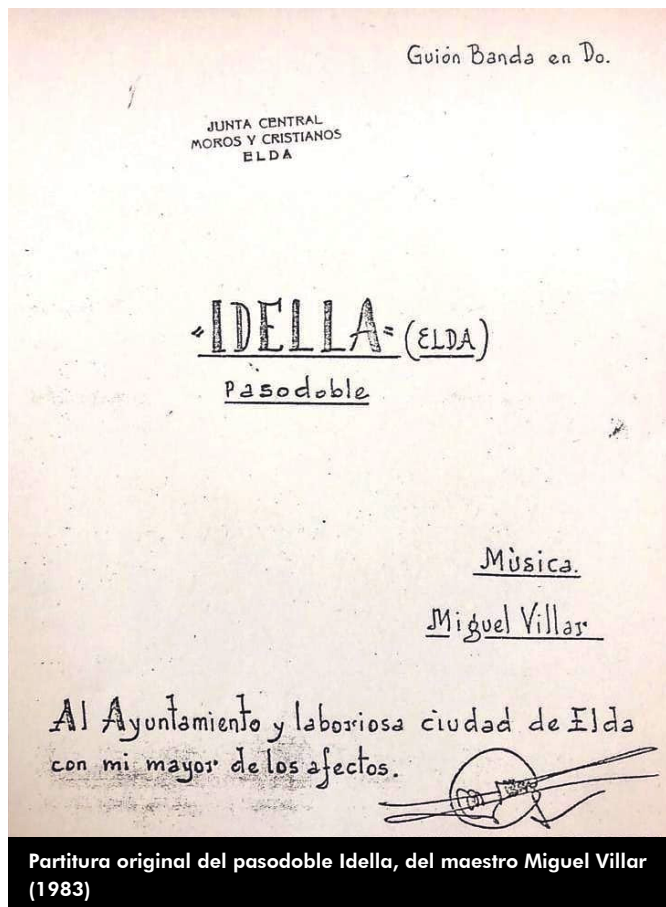 Guión Banda en Do.
JUNTA CENTRAL
MOROS Y CRISTIANOS
ELDA
"IDELLA" (ELDA)
Pasodoble
Mùsica.
Miguel Villar
Al Ayuntamiento y laboriosa ciudad de Elda
con mi mayor de los afectos.
Partitura original del pasodoble Idella, del maestro Miguel Villar
(1983)